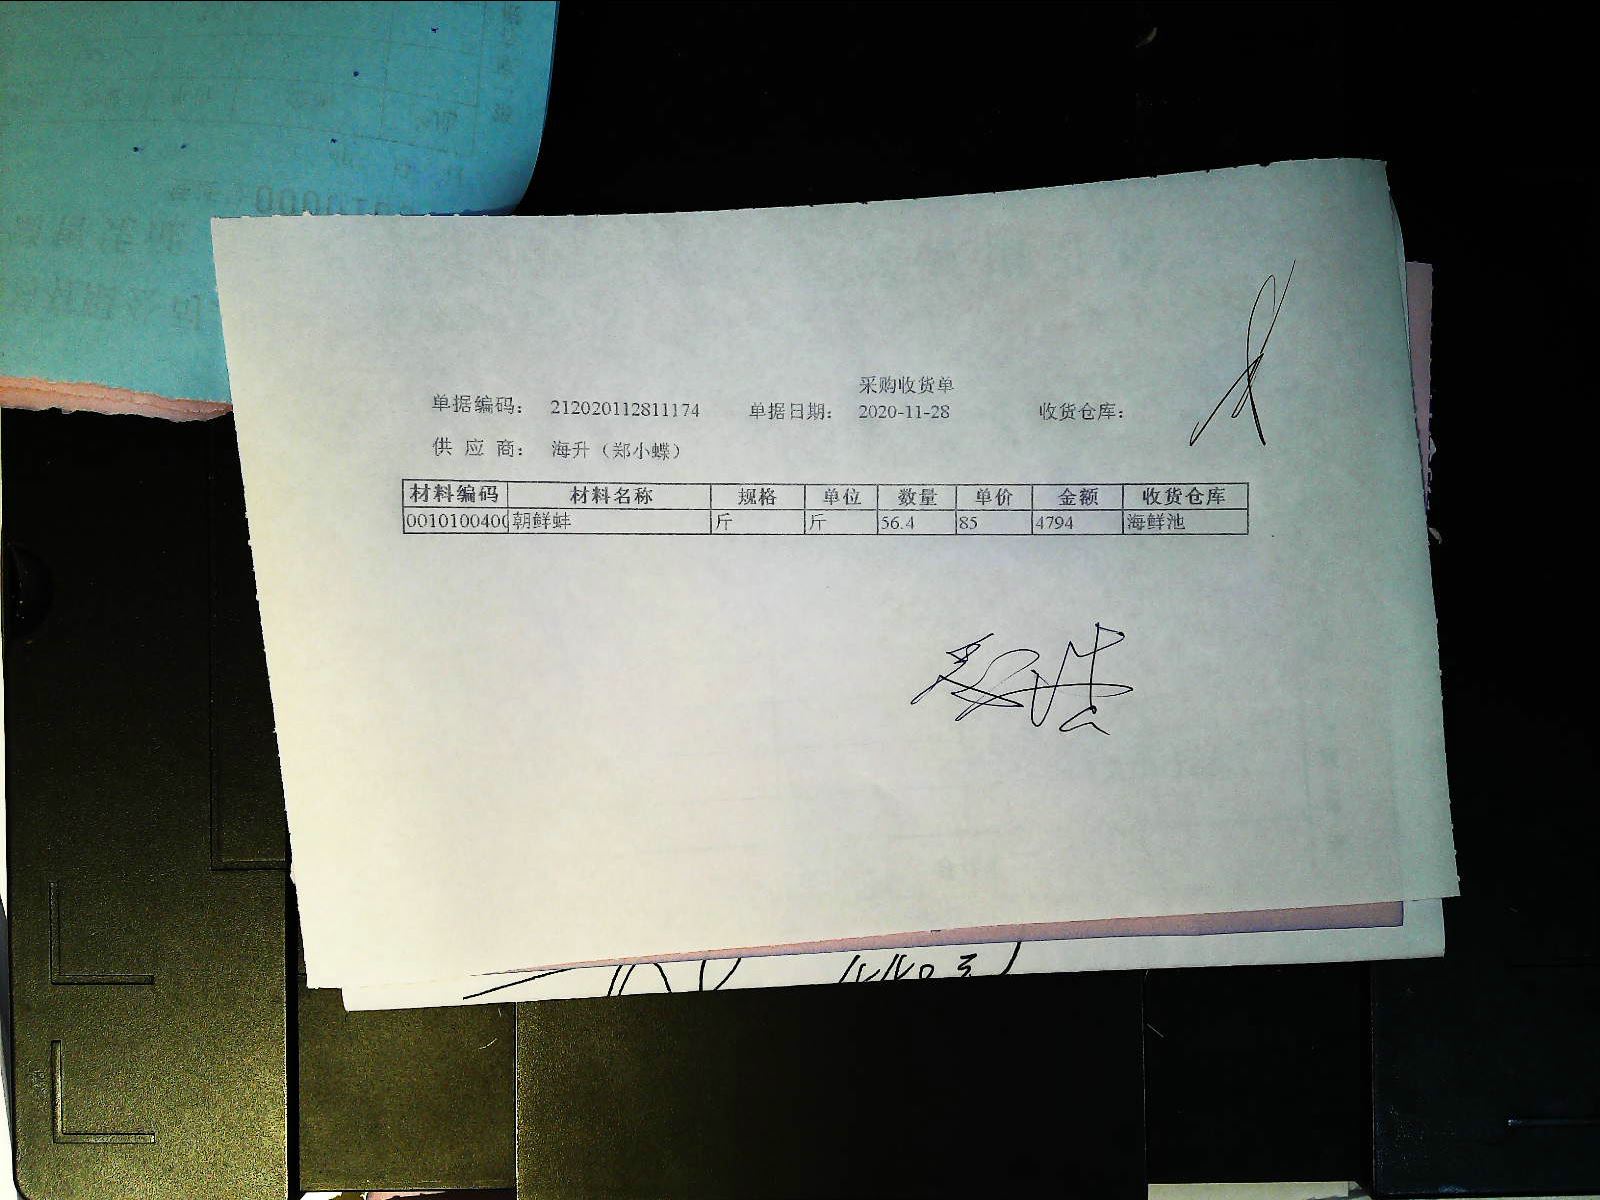 采购收货单
单据编码： 212020112811174 单据日期： 2020-11-28 收货仓库：
供 应 商： 海升（郑小蝶）
材料编码 材料名称 规格 单位 数量 单价 金额 收货仓库
0010100400 朝鲜蚌 斤 斤 56.4 85 4794 海鲜池